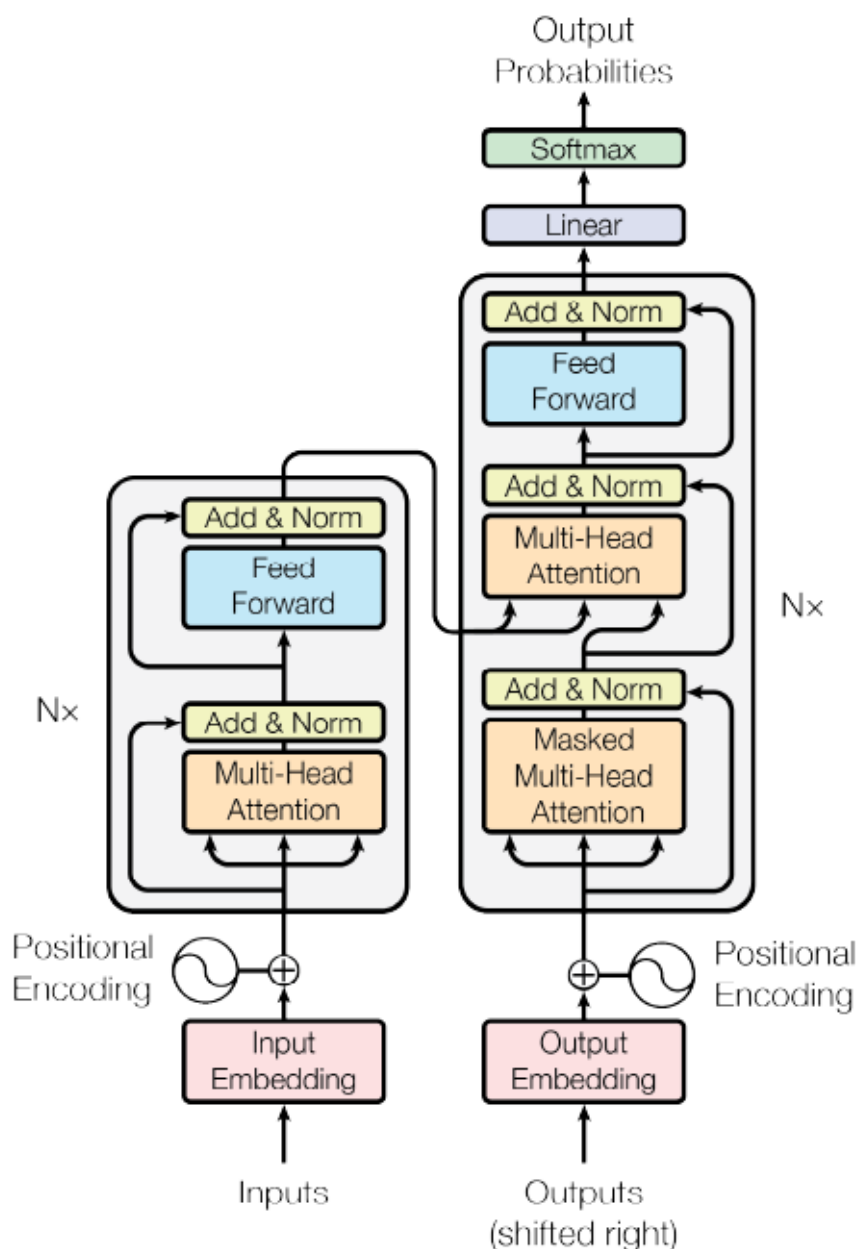 Output
Probabilities
Softmax
Linear
Add & Norm
Feed
Forward
Add & Norm
Multi-Head
Attention
Nx
Add & Norm
Masked
Multi-Head
Attention
Add & Norm
Feed
Forward
Nx
Add & Norm
Multi-Head
Attention
Positional
Encoding
Positional
Encoding
Input
Embedding
Output
Embedding
Inputs
Outputs
(shifted right)